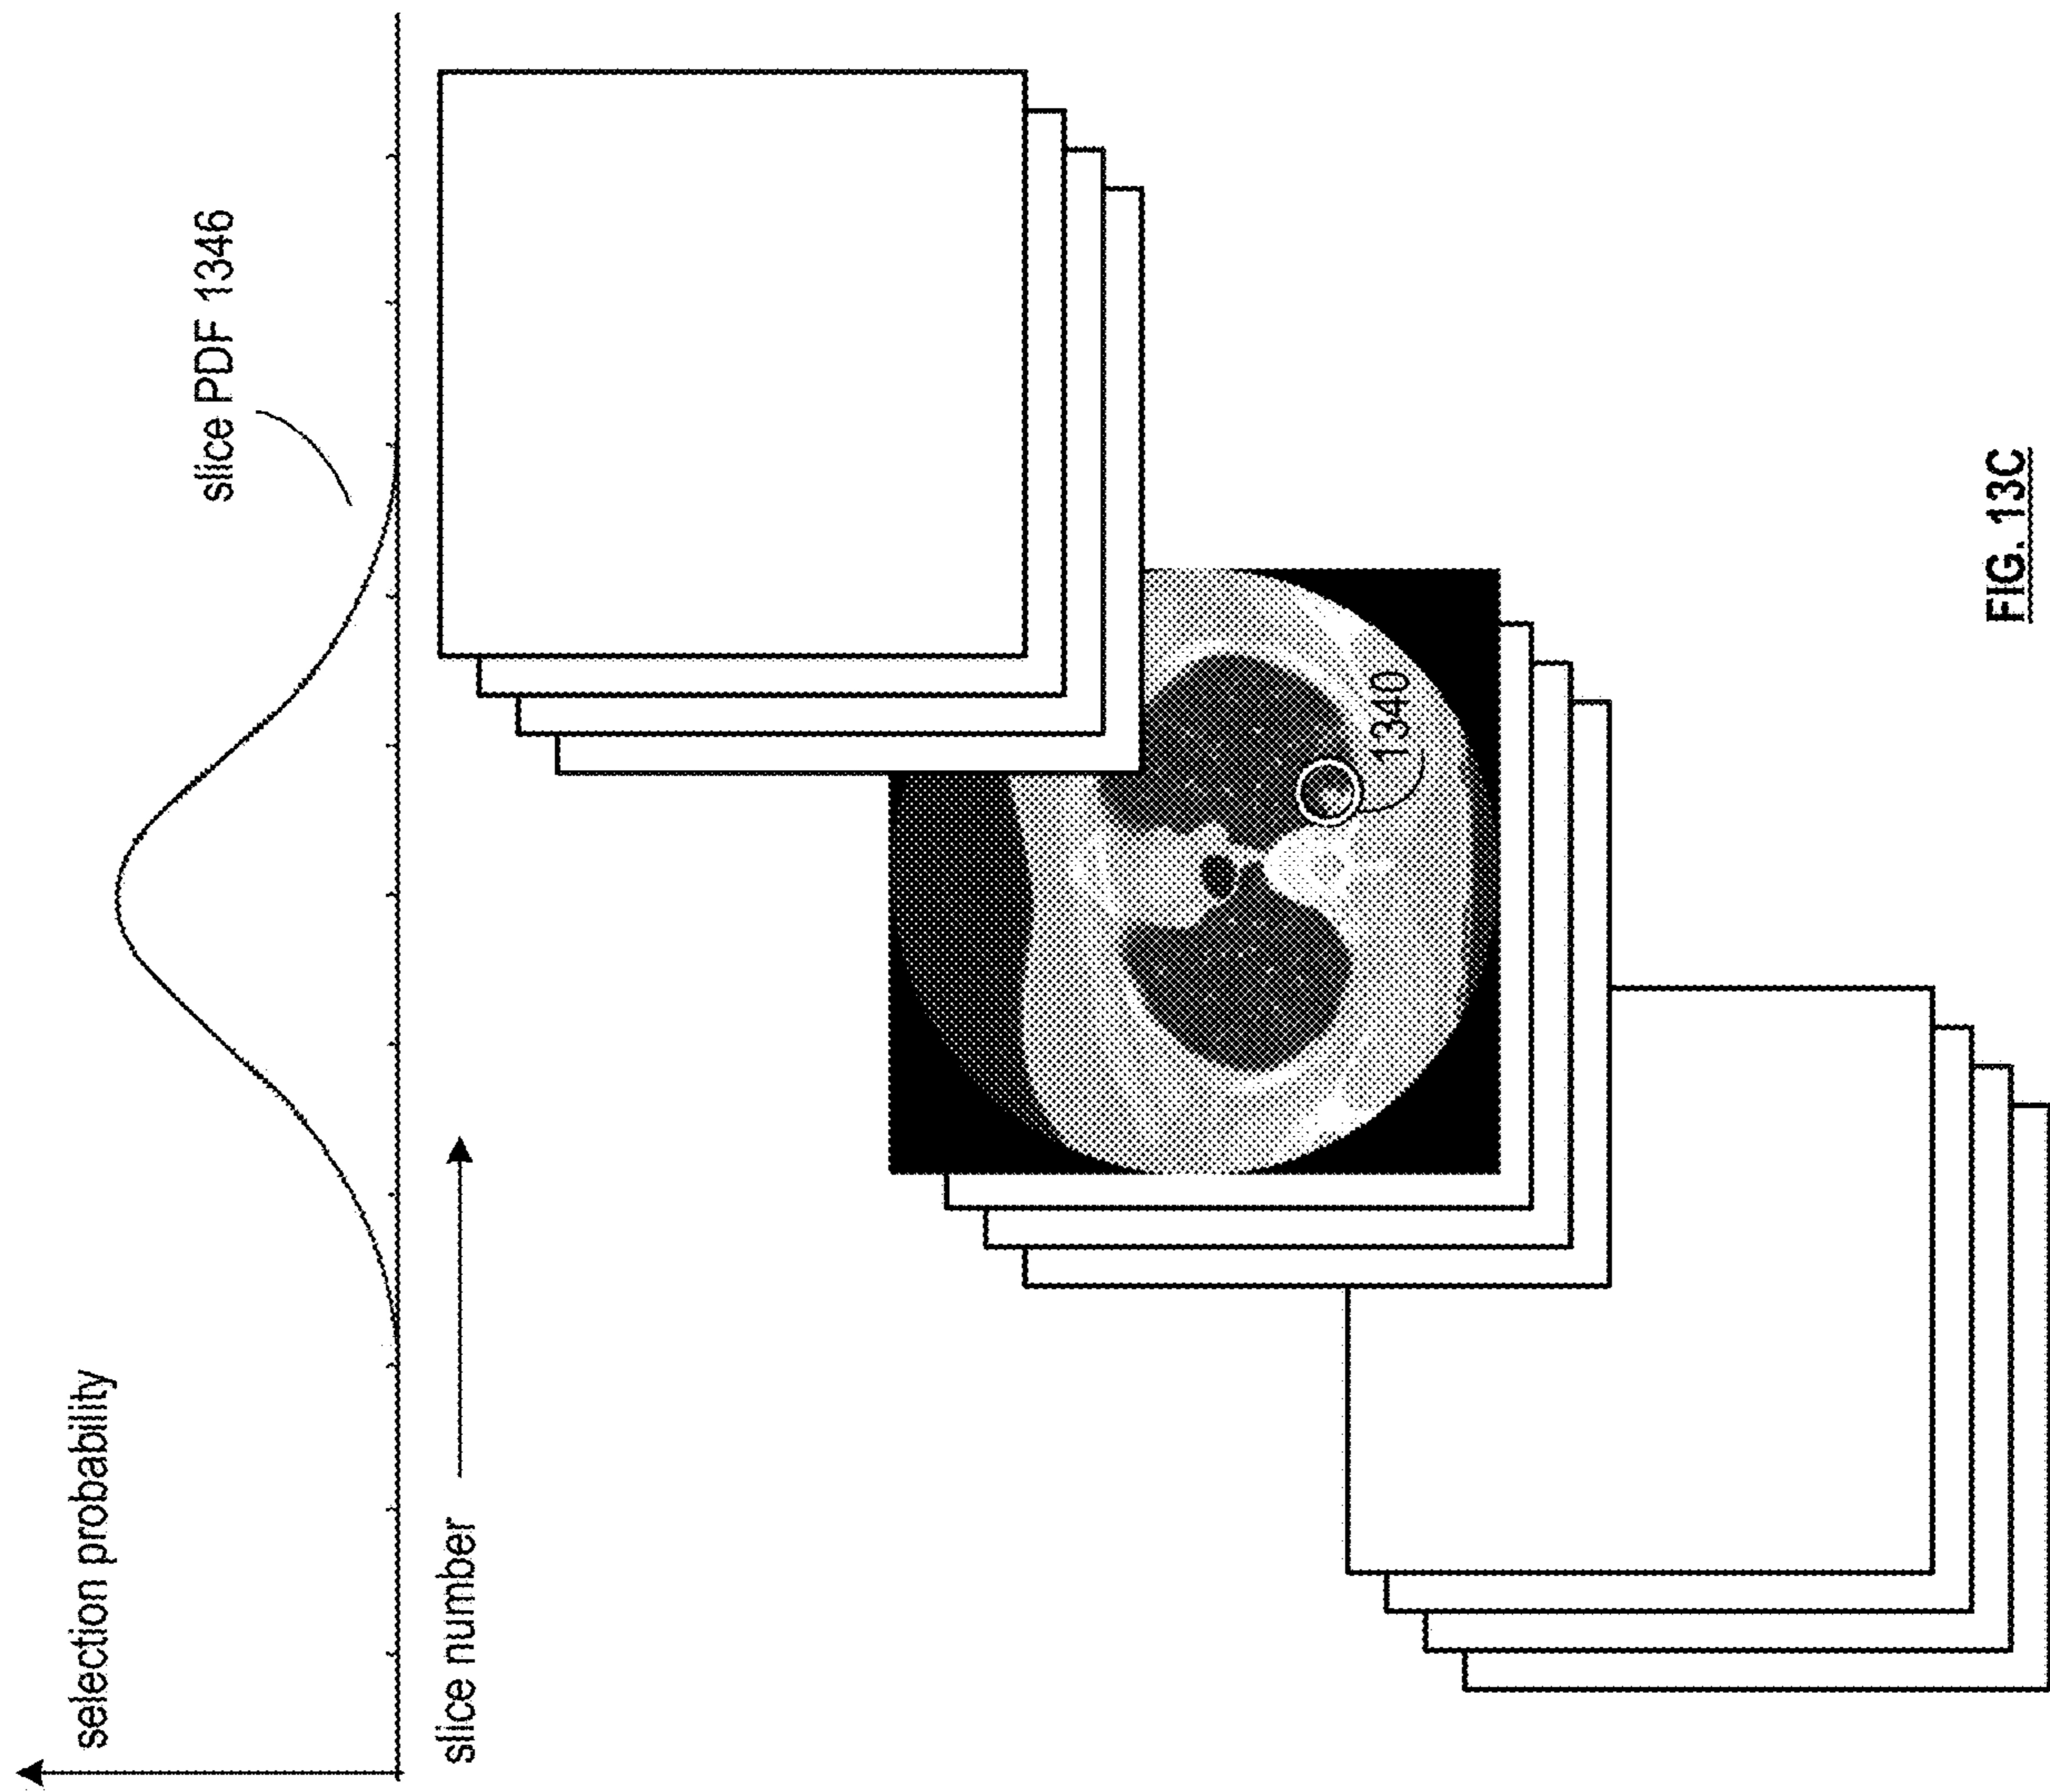 selection probability
slice PDF 1346
slice number
1340
FIG. 13C